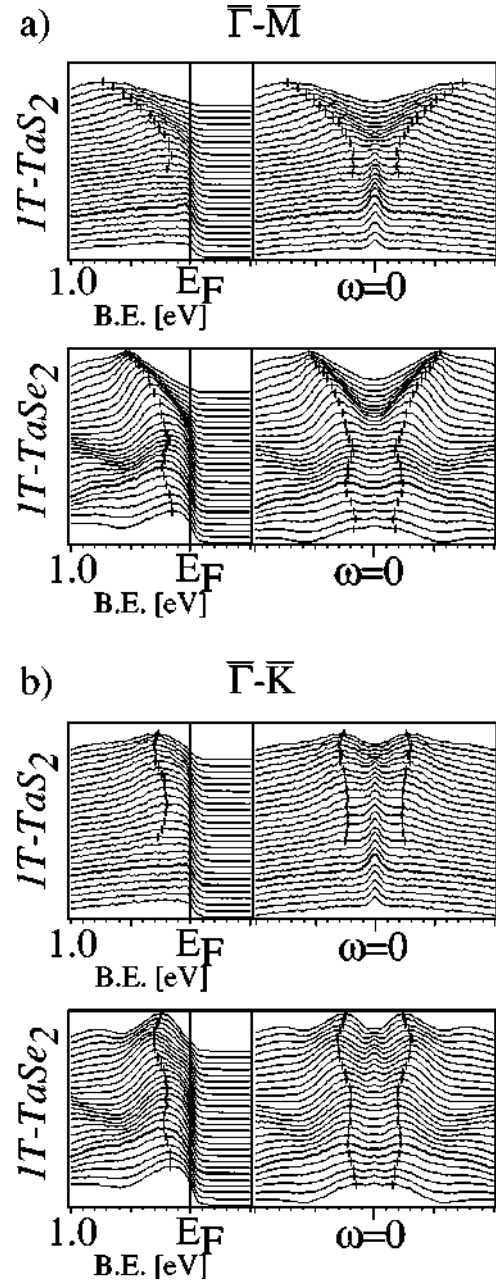 a) Γ̅-M̅
1T-TaS2
1.0 EF ω=0
B.E. [eV]
1T-TaSe2
1.0 EF ω=0
B.E. [eV]
b) Γ̅-K̅
1T-TaS2
1.0 EF ω=0
B.E. [eV]
1T-TaSe2
1.0 EF ω=0
B.E. [eV]